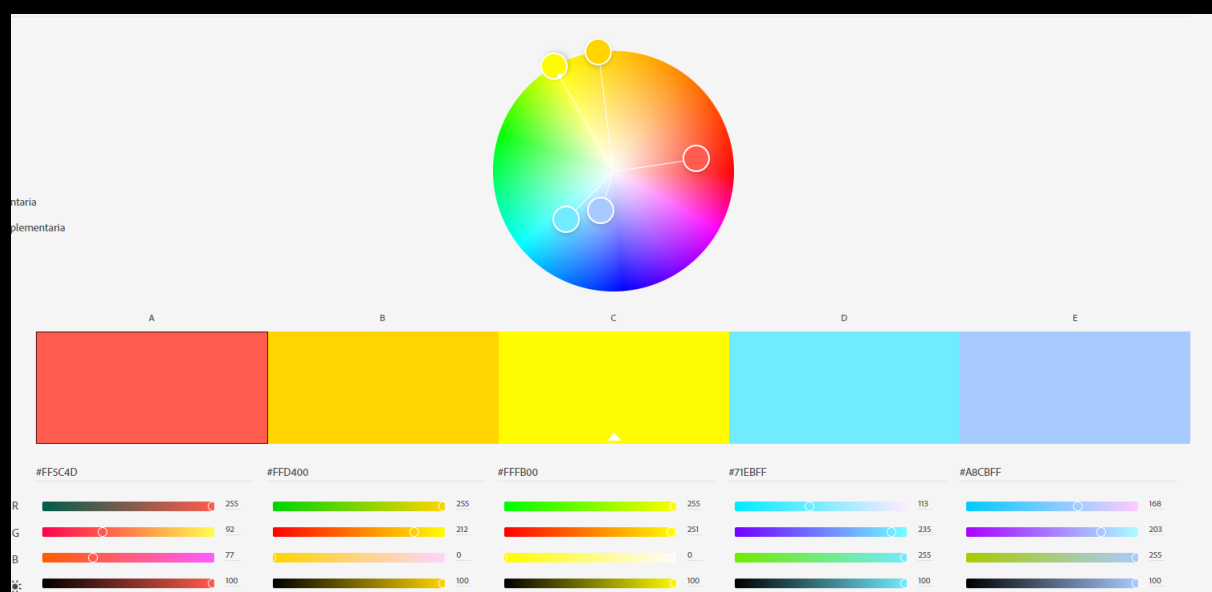 ntaria
plementaria
A B C D E
#FF5C4D #FFD400 #FFFB00 #71EBFF #A8CBFF
R 255 255 255 113 168
G 92 212 251 235 203
B 77 0 0 255 255
100 100 100 100 100